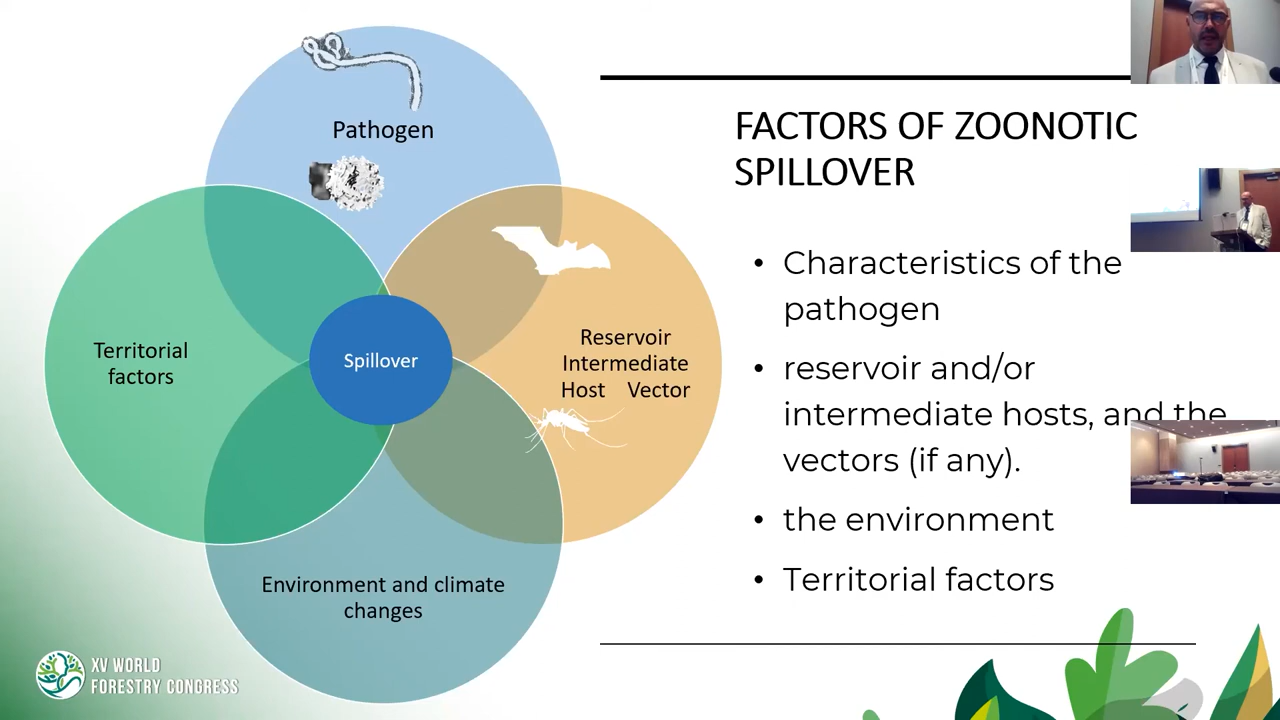 Pathogen
Territorial
factors
Spillover
Reservoir
Intermediate
Host Vector
Environment and climate
changes
FACTORS OF ZOONOTIC
SPILLOVER
• Characteristics of the
pathogen
• reservoir and/or
intermediate hosts, and the
vectors (if any).
• the environment
• Territorial factors
XV WORLD
FORESTRY CONGRESS